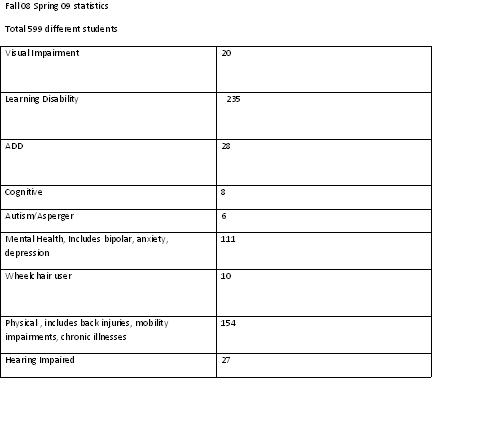 Fall 08 Spring 09 statistics
Total 599 different students
Visual Impairment 20
Learning Disability 235
ADD 28
Cognitive 8
Autism/Asperger 6
Mental Health, Includes bipolar, anxiety, 111
depression
Wheelchair user 10
Physical , includes back injuries, mobility 154
impairments, chronic illnesses
Hearing Impaired 27